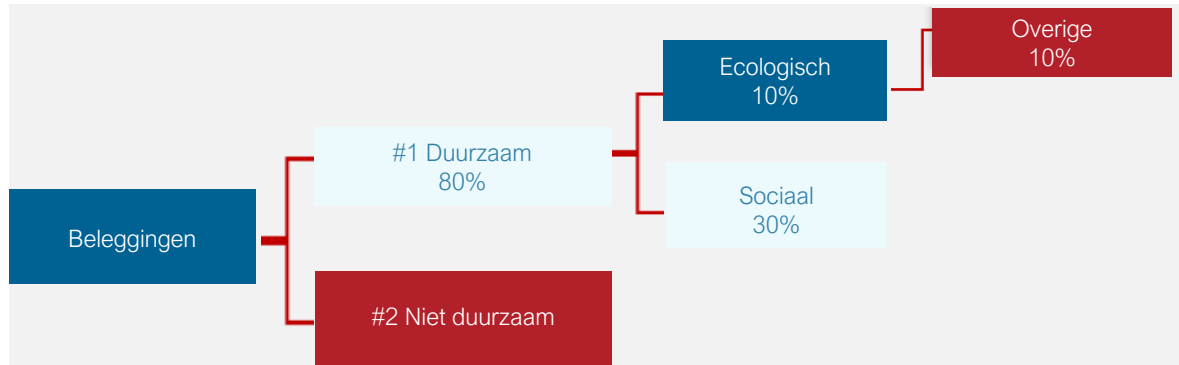 Overige
10%
Ecologisch
10%
#1 Duurzaam
80%
Sociaal
30%
Beleggingen
#2 Niet duurzaam